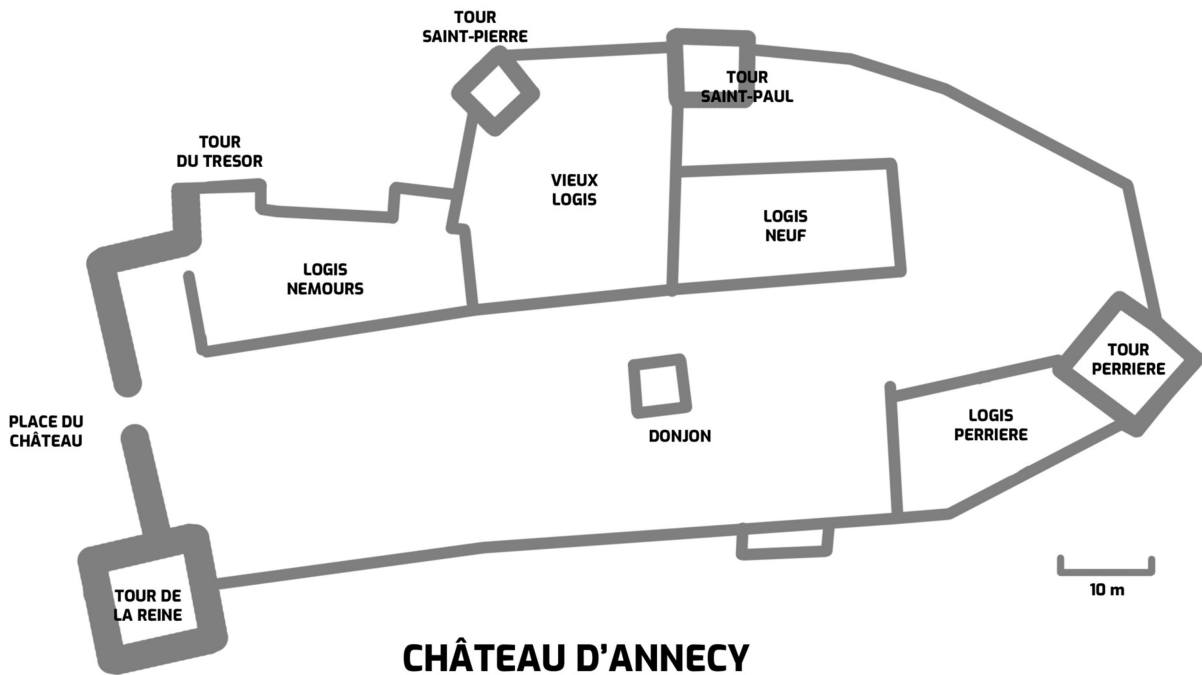 TOUR
SAINT-PIERRE
TOUR
SAINT-PAUL
TOUR
DU TRESOR
VIEUX
LOGIS
LOGIS
NEUF
LOGIS
NEMOURS
TOUR
PERRIERE
PLACE DU
CHÂTEAU
DONJON
LOGIS
PERRIERE
TOUR DE
LA REINE
10 m
CHÂTEAU D’ANNECY